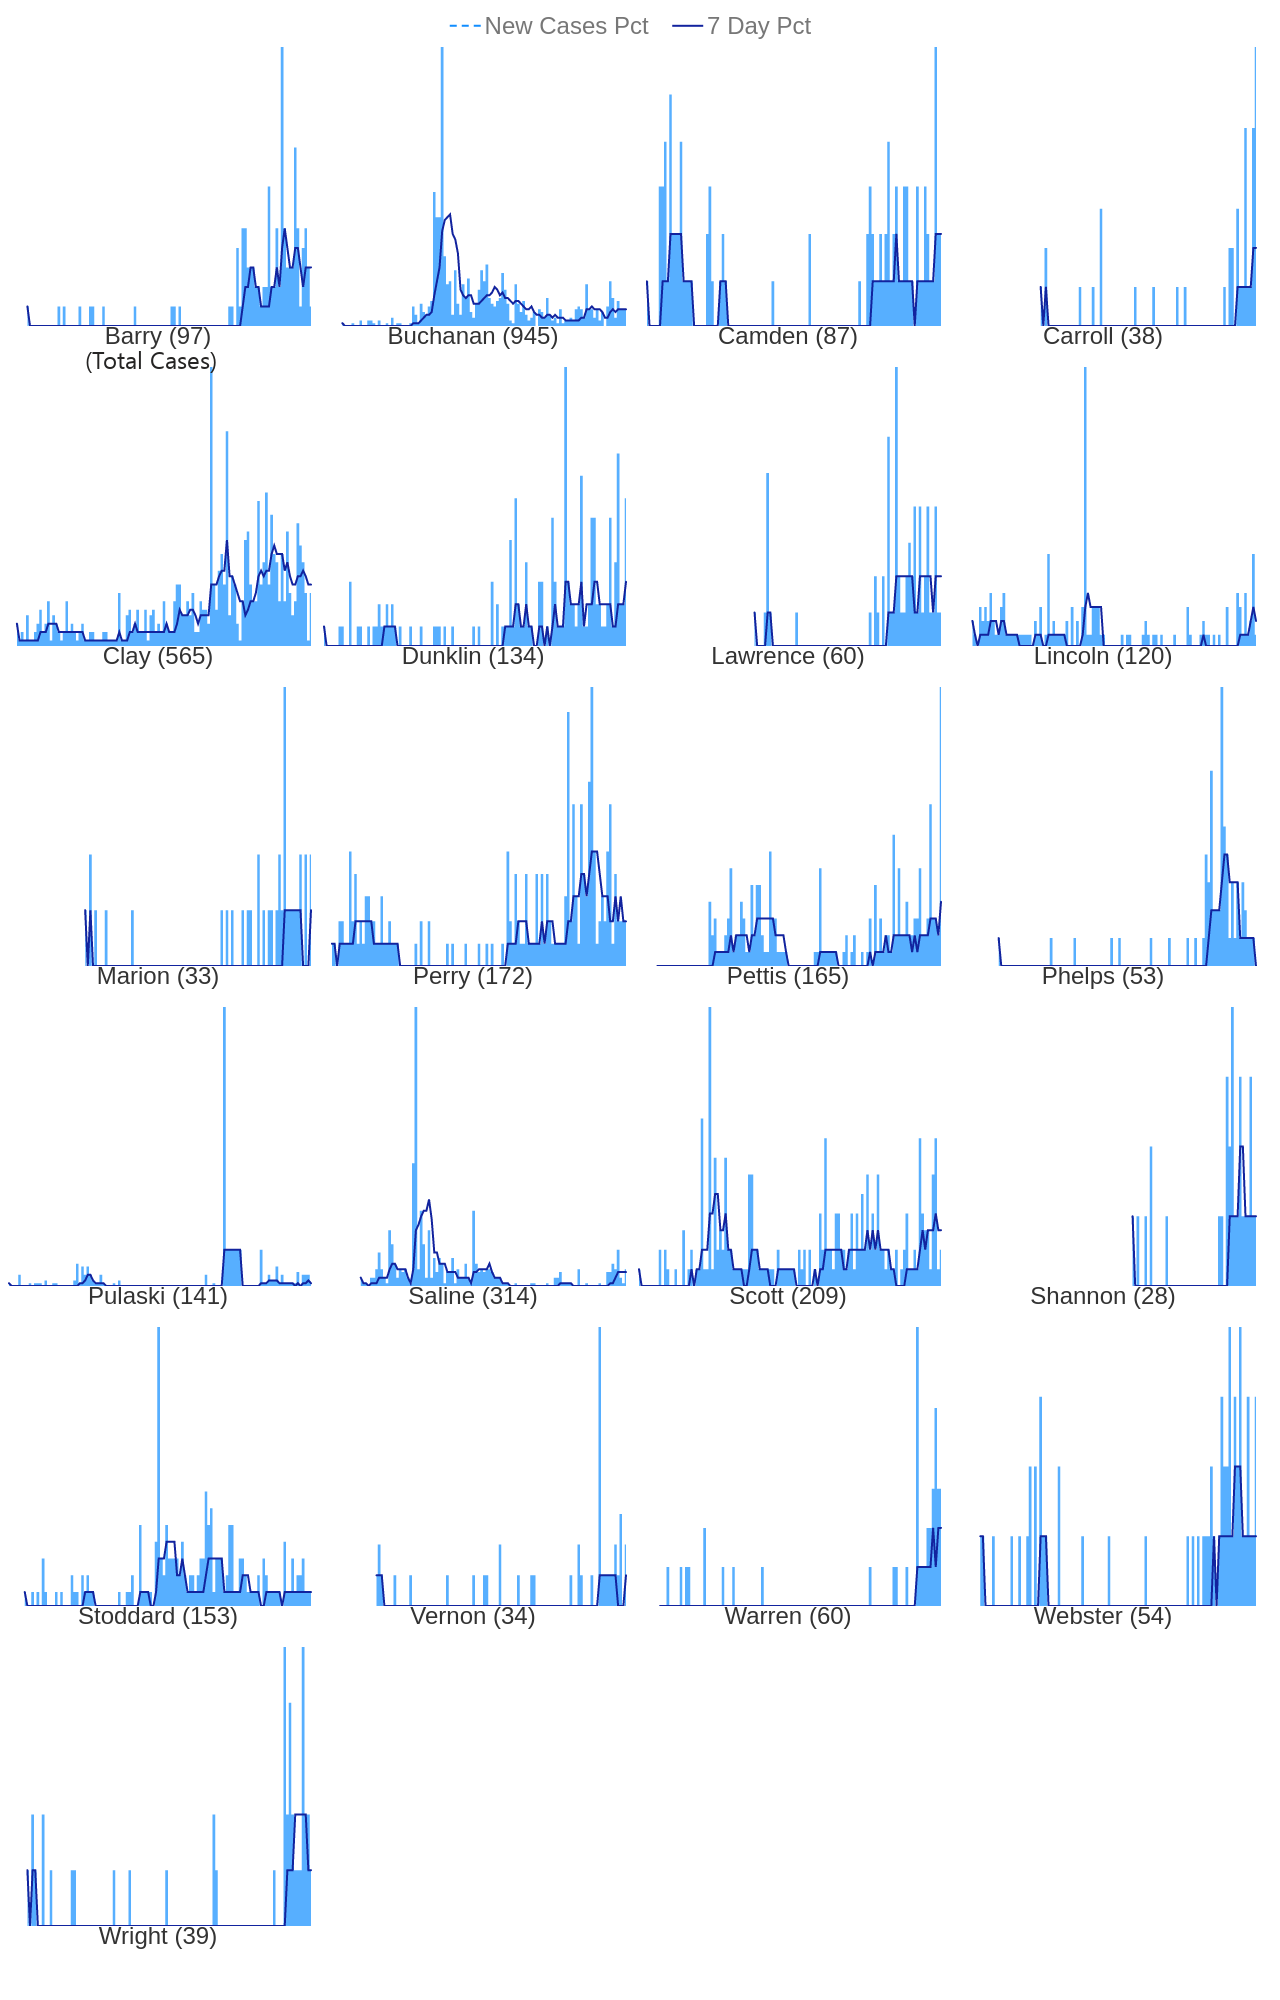 New Cases Pct 7 Day Pct
Barry (97) Buchanan (945) Camden (87) Carroll (38)
(Total Cases)
Clay (565) Dunklin (134) Lawrence (60) Lincoln (120)
Marion (33) Perry (172) Pettis (165) Phelps (53)
Pulaski (141) Saline (314) Scott (209) Shannon (28)
Stoddard (153) Vernon (34) Warren (60) Webster (54)
Wright (39)